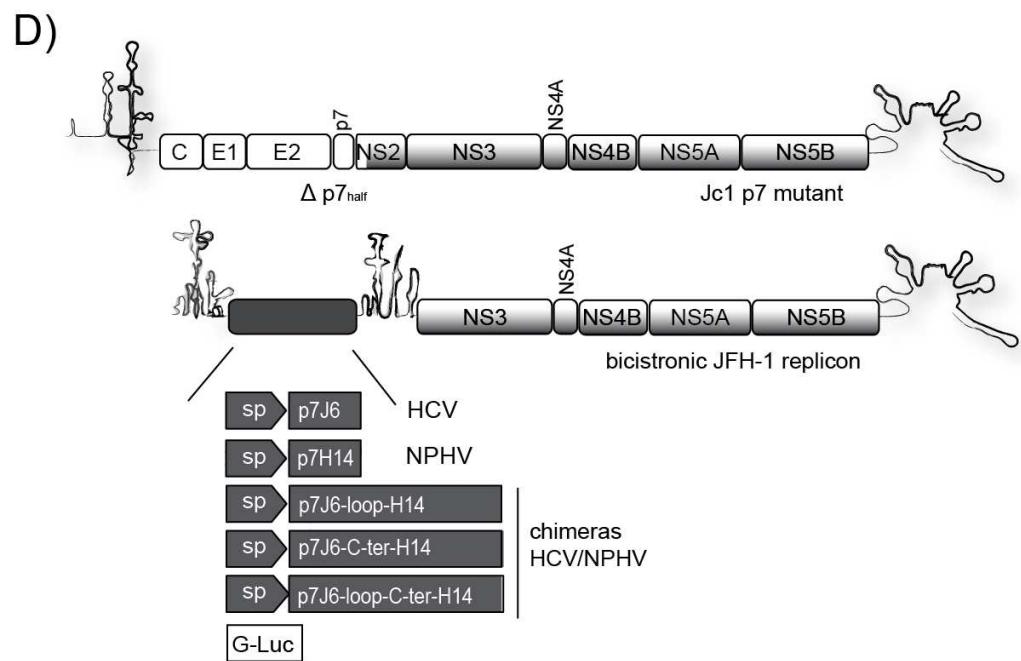 D)
p7
NS4A
C E1 E2 NS2 NS3 NS4B NS5A NS5B
Δ p7half
Jc1 p7 mutant
NS4A
NS3 NS4B NS5A NS5B
bicistronic JFH-1 replicon
sp p7J6 HCV
sp p7H14 NPHV
sp p7J6-loop-H14
sp p7J6-C-ter-H14
sp p7J6-loop-C-ter-H14
chimeras
HCV/NPHV
G-Luc